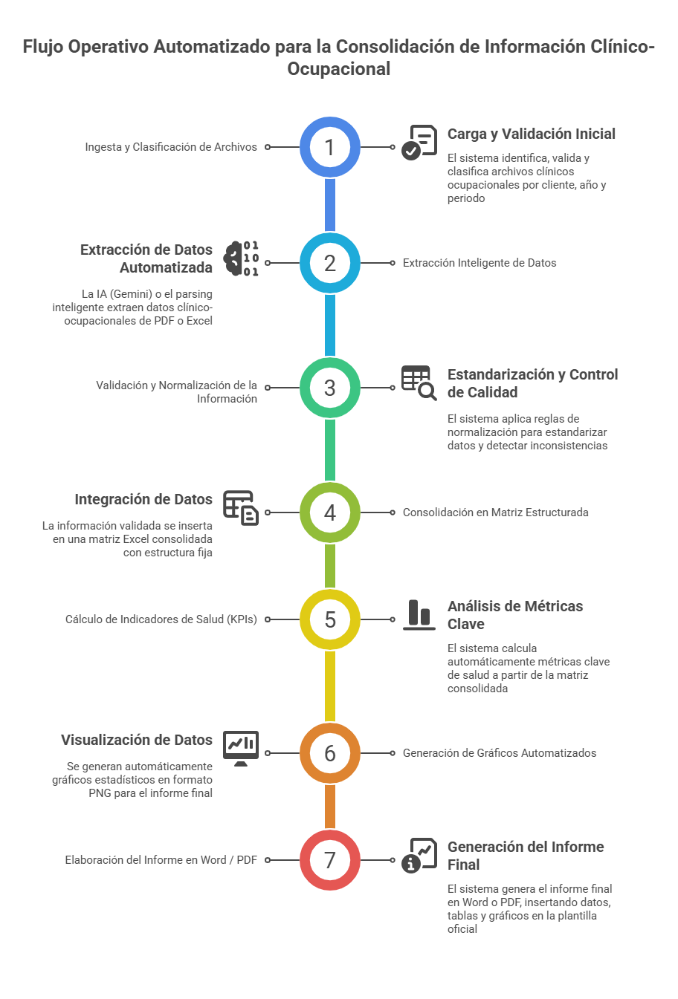 Flujo Operativo Automatizado para la Consolidación de Información Clínico-
Ocupacional
Ingesta y Clasificación de Archivos
1
Carga y Validación Inicial
El sistema identifica, valida y
clasifica archivos clínicos
ocupacionales por cliente, año y
periodo
Extracción de Datos
Automatizada
La IA (Gemini) o el parsing
inteligente extraen datos clínico-
ocupacionales de PDF o Excel
01
10
01
2
Extracción Inteligente de Datos
Validación y Normalización de la
Información
3
Estandarización y Control
de Calidad
El sistema aplica reglas de
normalización para estandarizar
datos y detectar inconsistencias
Integración de Datos
La información validada se inserta
en una matriz Excel consolidada
con estructura fija
4
Consolidación en Matriz Estructurada
Cálculo de Indicadores de Salud (KPIs)
5
Análisis de Métricas
Clave
El sistema calcula
automáticamente métricas clave
de salud a partir de la matriz
consolidada
Visualización de Datos
Se generan automáticamente
gráficos estadísticos en formato
PNG para el informe final
6
Generación de Gráficos Automatizados
Elaboración del Informe en Word / PDF
7
Generación del Informe
Final
El sistema genera el informe final
en Word o PDF, insertando datos,
tablas y gráficos en la plantilla
oficial